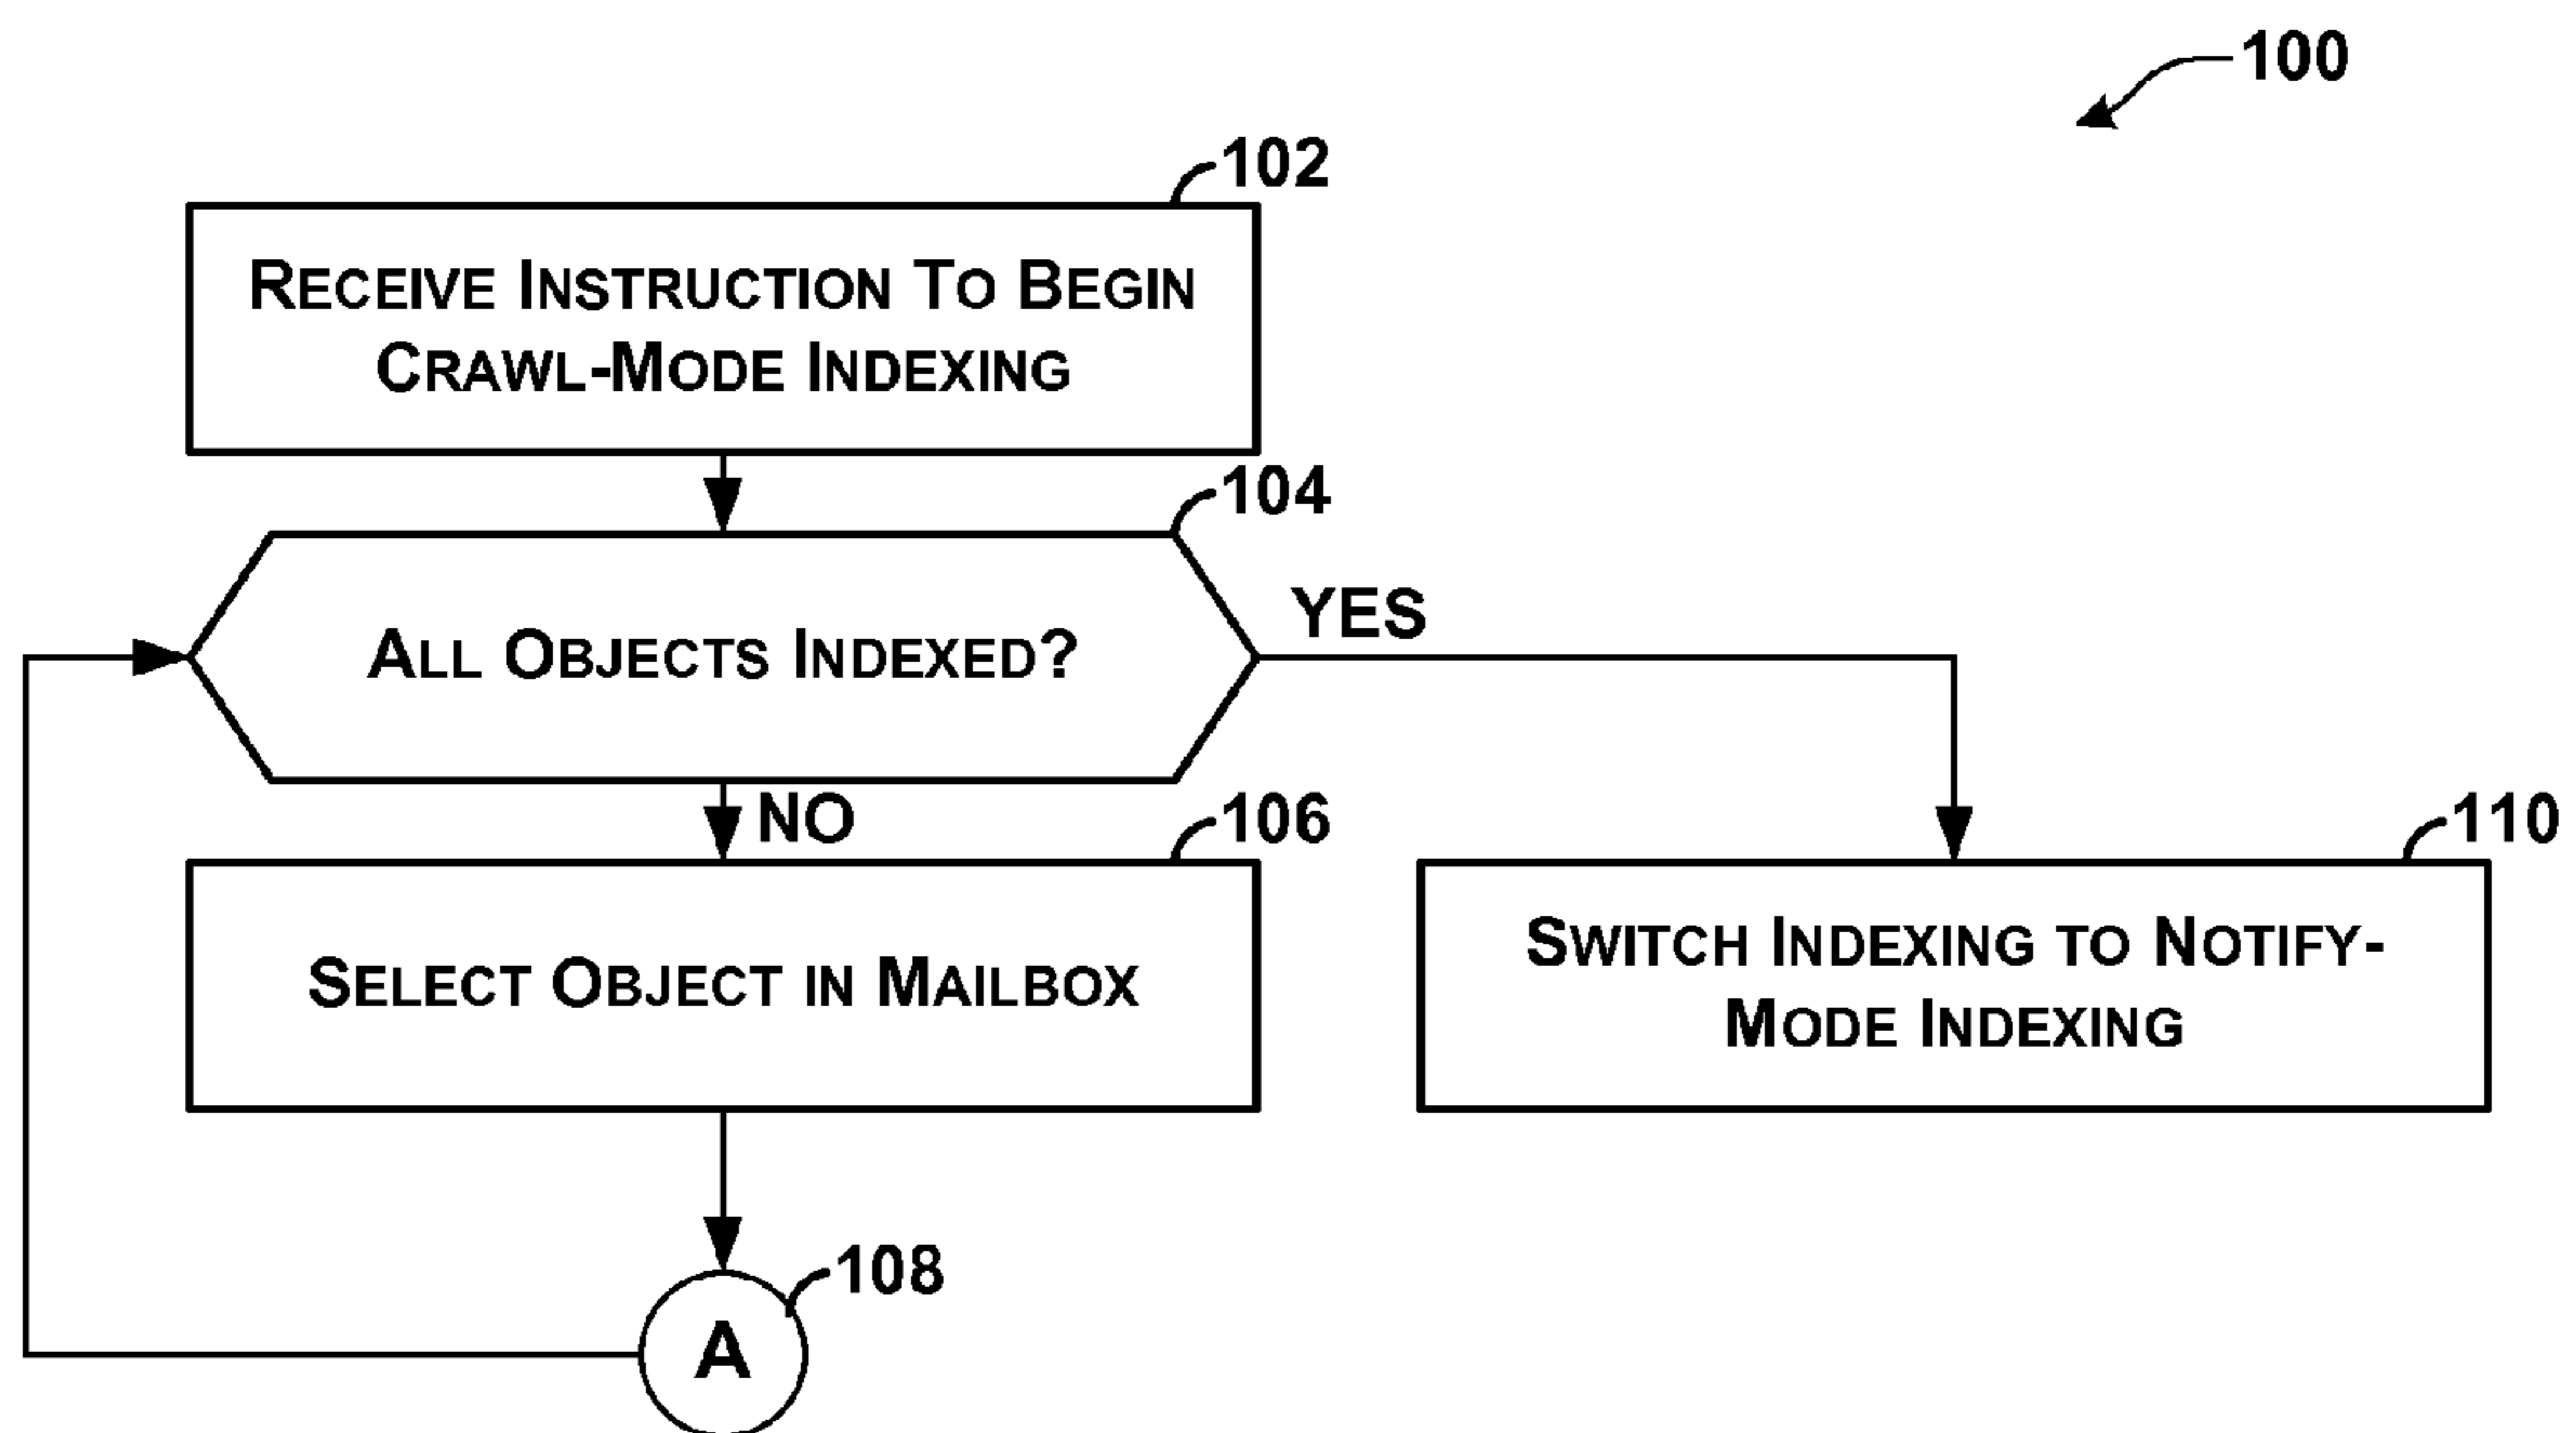 100
102
RECEIVE INSTRUCTION TO BEGIN
CRAWL-MODE INDEXING
104
ALL OBJECTS INDEXED?
YES
NO
106
SELECT OBJECT IN MAILBOX
110
SWITCH INDEXING TO NOTIFY-
MODE INDEXING
108
A